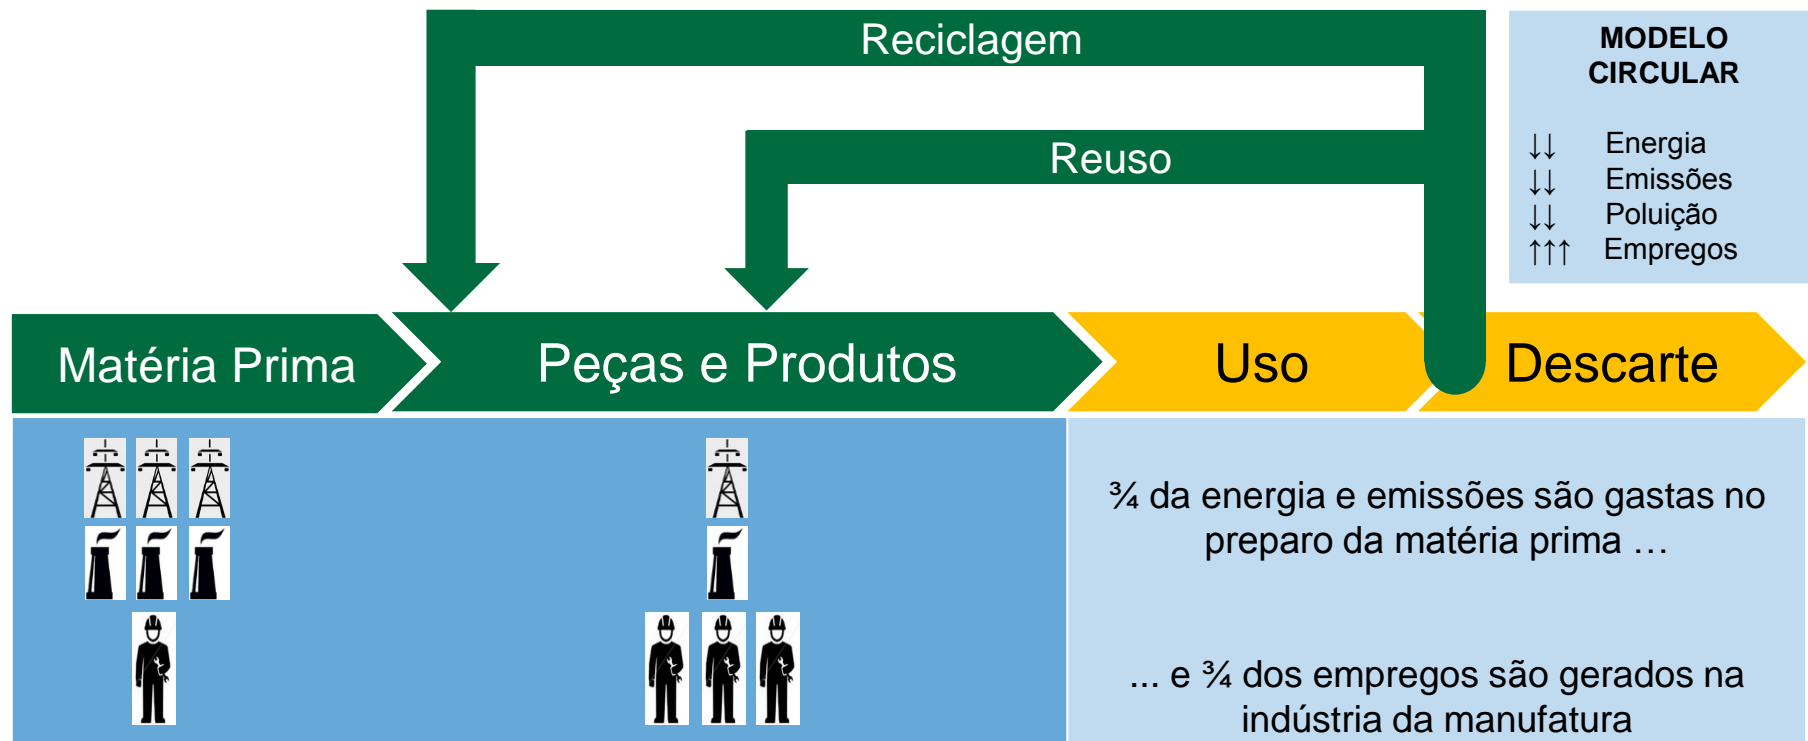 Reciclagem
Reuso
MODELO
CIRCULAR
↓↓ Energia
↓↓ Emissões
↓↓ Poluição
↑↑↑ Empregos
Matéria Prima
Peças e Produtos
Uso
Descarte
¾ da energia e emissões são gastas no
preparo da matéria prima …
... e ¾ dos empregos são gerados na
indústria da manufatura